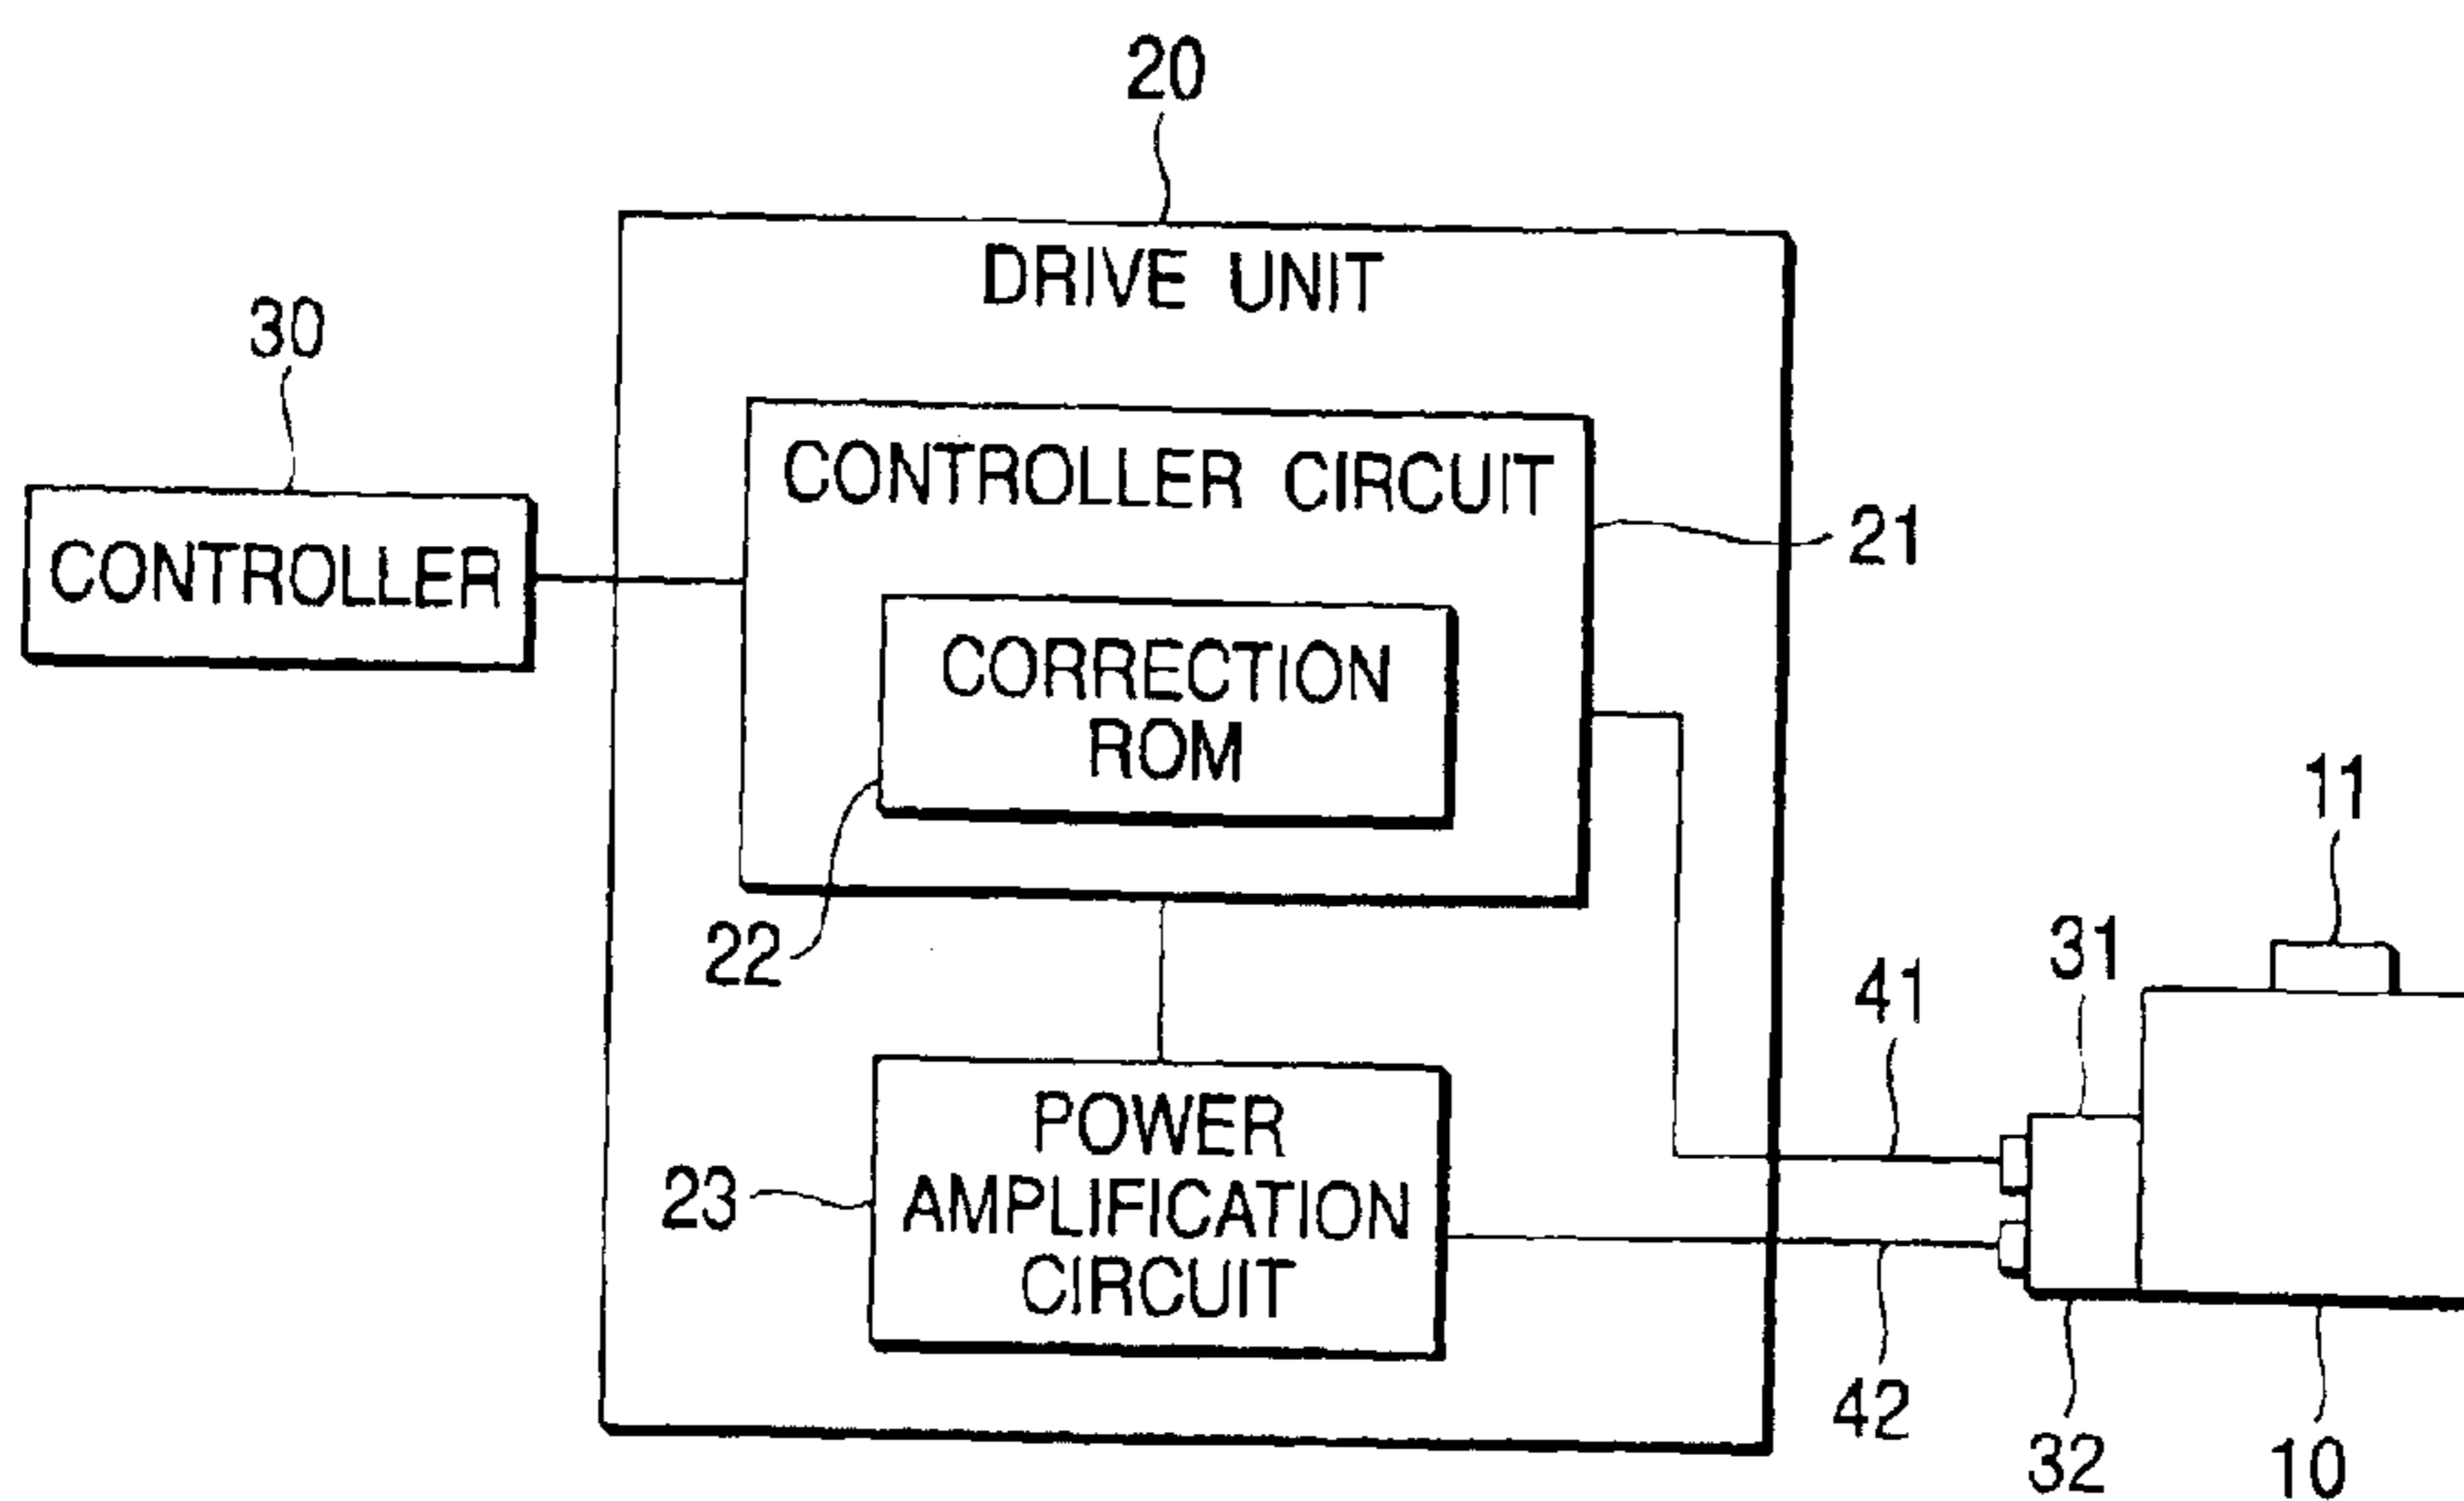 20
DRIVE UNIT
30
CONTROLLER
CONTROLLER CIRCUIT
21
CORRECTION
ROM
22
11
31
41
POWER
AMPLIFICATION
CIRCUIT
23
42
32
10